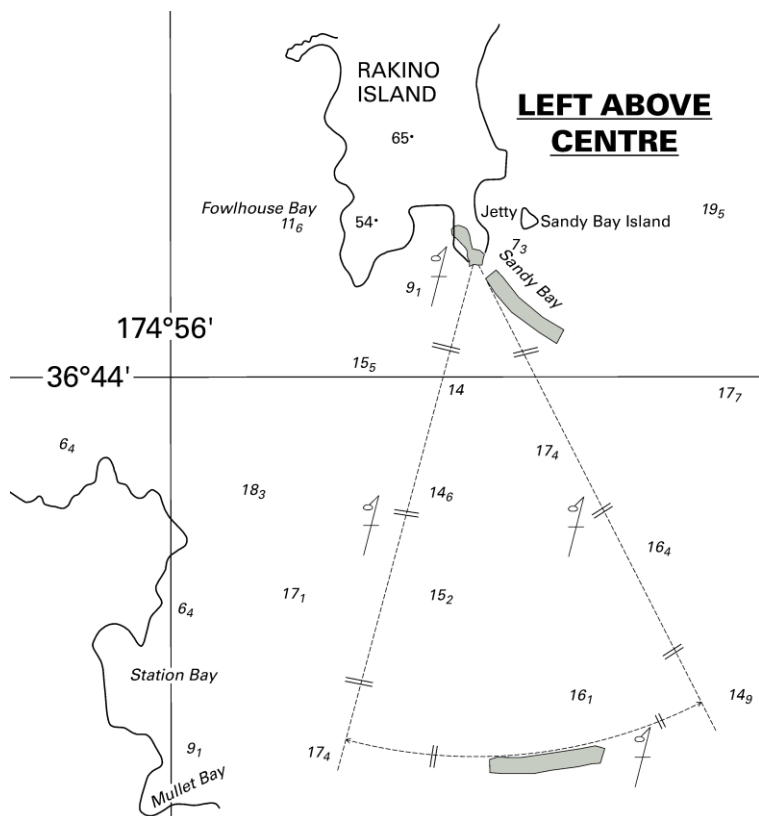 RAKINO
ISLAND
LEFT ABOVE
CENTRE
65
Fowlhouse Bay
11₆
54
Jetty
Sandy Bay Island
19₅
7₃
Sandy Bay
9₁
174°56'
15₅
36°44'
14
17₇
6₄
17₄
18₃
14₆
16₄
17₁
15₂
6₄
Station Bay
16₁
14₉
9₁
17₄
Mullet Bay